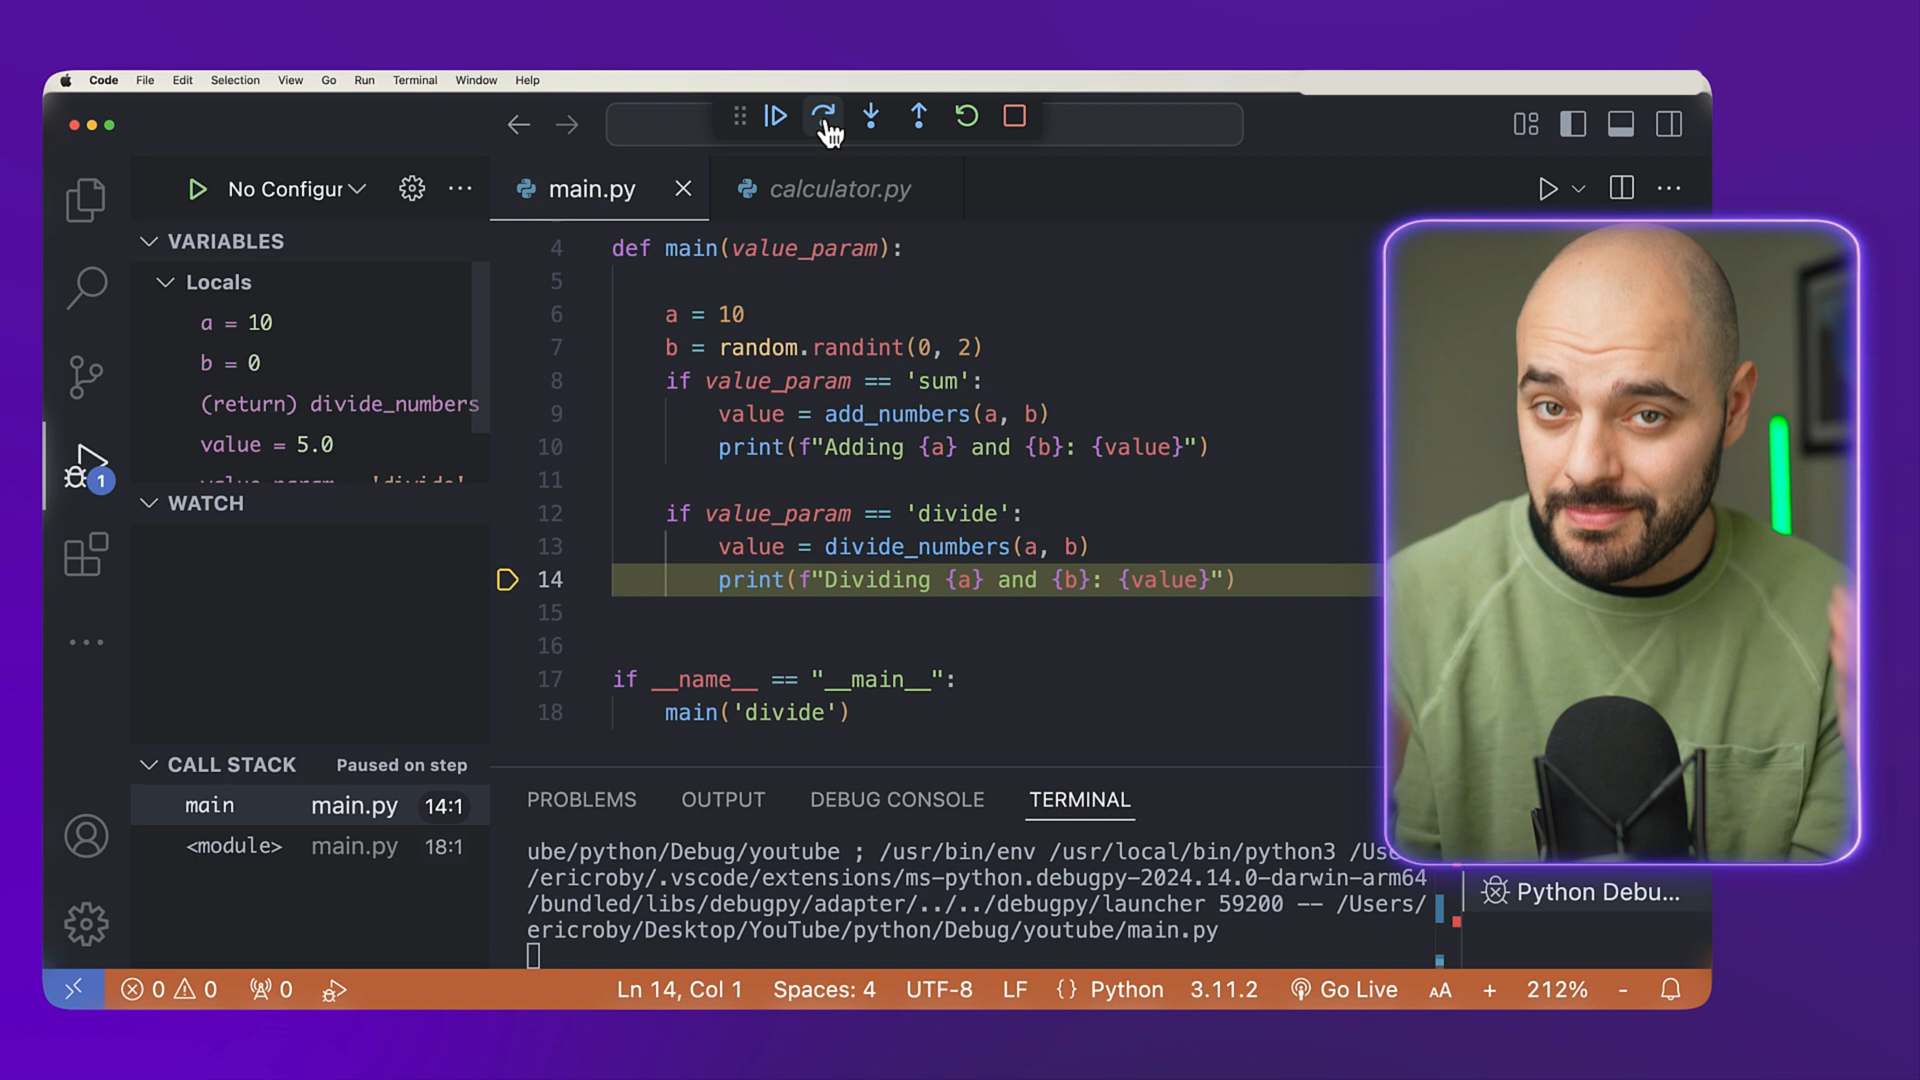 Code File Edit Selection View Go Run Terminal Window Help
No Configur
main.py
calculator.py
VARIABLES
Locals
a = 10
b = 0
(return) divide_numbers
value = 5.0
value_param 'divide'
WATCH
CALL STACK Paused on step
main main.py 14:1
<module> main.py 18:1
1
4 def main(value_param):
5
6 a = 10
7 b = random.randint(0, 2)
8 if value_param == 'sum':
9 value = add_numbers(a, b)
10 print(f"Adding {a} and {b}: {value}")
11
12 if value_param == 'divide':
13 value = divide_numbers(a, b)
14 print(f"Dividing {a} and {b}: {value}")
15
16
17 if __name__ == "__main__":
18 main('divide')
PROBLEMS OUTPUT DEBUG CONSOLE TERMINAL
ube/python/Debug/youtube ; /usr/bin/env /usr/local/bin/python3 /Use
/ericroby/.vscode/extensions/ms-python.debugpy-2024.14.0-darwin-arm64
/bundled/libs/debugpy/adapter/../../debugpy/launcher 59200 -- /Users/
ericroby/Desktop/YouTube/python/Debug/youtube/main.py
Python Debu...
0 0 0 Ln 14, Col 1 Spaces: 4 UTF-8 LF {} Python 3.11.2 Go Live AA + 212% -